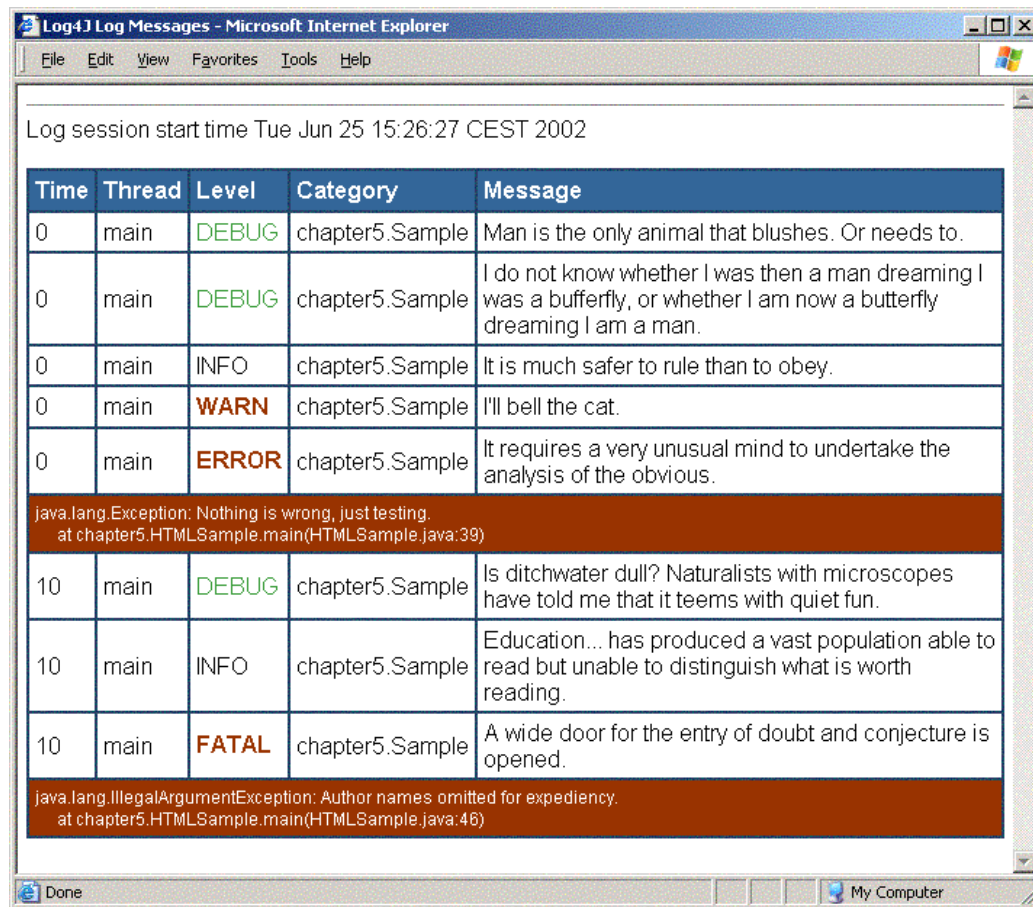 Log4J Log Messages - Microsoft Internet Explorer
File Edit View Favorites Tools Help
Log session start time Tue Jun 25 15:26:27 CEST 2002
Time Thread Level Category Message
0 main DEBUG chapter5.Sample Man is the only animal that blushes. Or needs to.
0 main DEBUG chapter5.Sample I do not know whether I was then a man dreaming I
was a bufferfly, or whether I am now a butterfly
dreaming I am a man.
0 main INFO chapter5.Sample It is much safer to rule than to obey.
0 main WARN chapter5.Sample I'll bell the cat.
0 main ERROR chapter5.Sample It requires a very unusual mind to undertake the
analysis of the obvious.
java.lang.Exception: Nothing is wrong, just testing.
at chapter5.HTMLSample.main(HTMLSample.java:39)
10 main DEBUG chapter5.Sample Is ditchwater dull? Naturalists with microscopes
have told me that it teems with quiet fun.
10 main INFO chapter5.Sample Education... has produced a vast population able to
read but unable to distinguish what is worth
reading.
10 main FATAL chapter5.Sample A wide door for the entry of doubt and conjecture is
opened.
java.lang.IllegalArgumentException: Author names omitted for expediency.
at chapter5.HTMLSample.main(HTMLSample.java:46)
Done My Computer